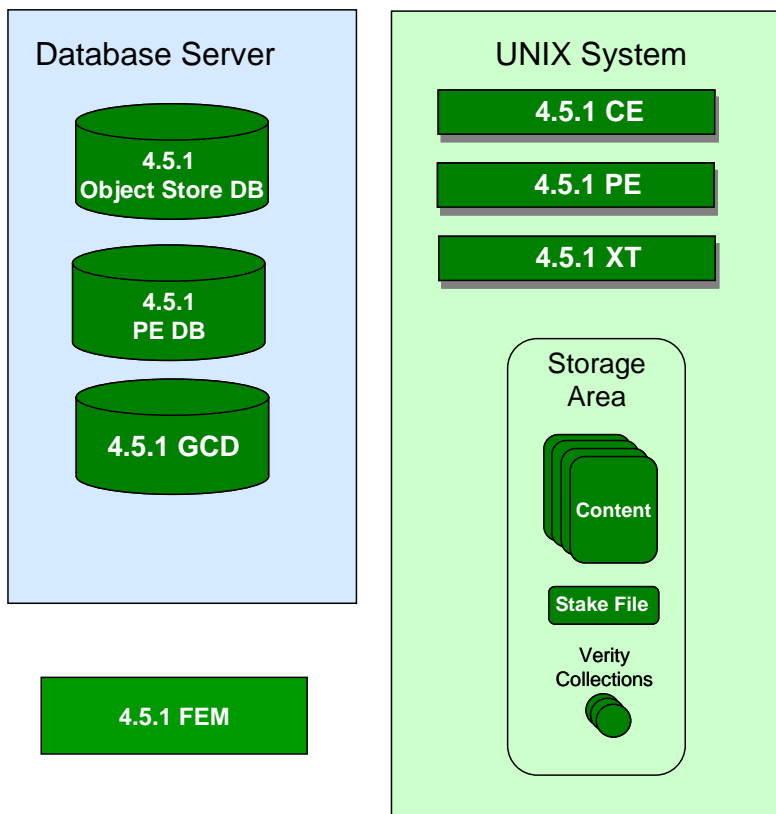 Database Server
4.5.1
Object Store DB
4.5.1
PE DB
4.5.1 GCD
4.5.1 FEM
UNIX System
4.5.1 CE
4.5.1 PE
4.5.1 XT
Storage
Area
Content
Stake File
Verity
Collections